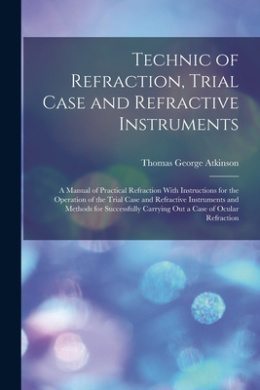 Technic of
Refraction, Trial
Case and Refractive
Instruments
Thomas George Atkinson
A Manual of Practical Refraction With Instructions for the
Operation of the Trial Case and Refractive Instruments and
Methods for Successfully Carrying Out a Case of Ocular
Refraction